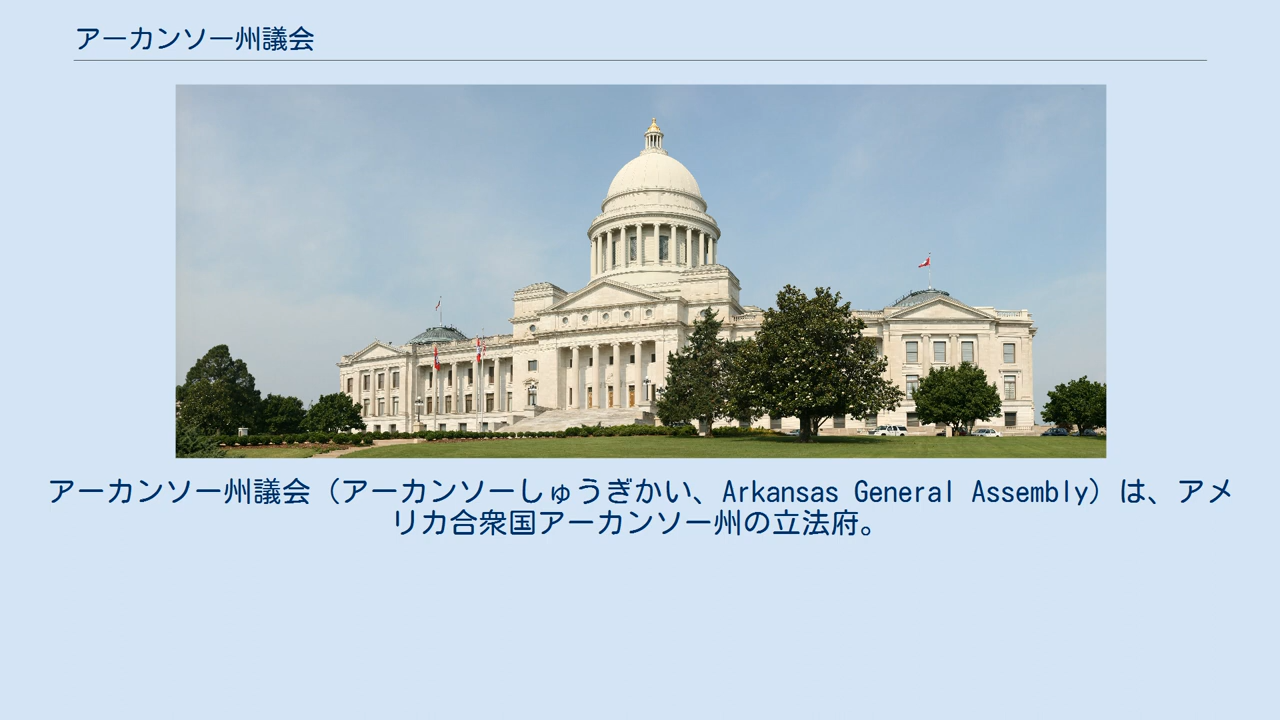 アーカンソー州議会
アーカンソー州議会（アーカンソーしゅうぎかい、Arkansas General Assembly）は、アメ
リカ合衆国アーカンソー州の立法府。